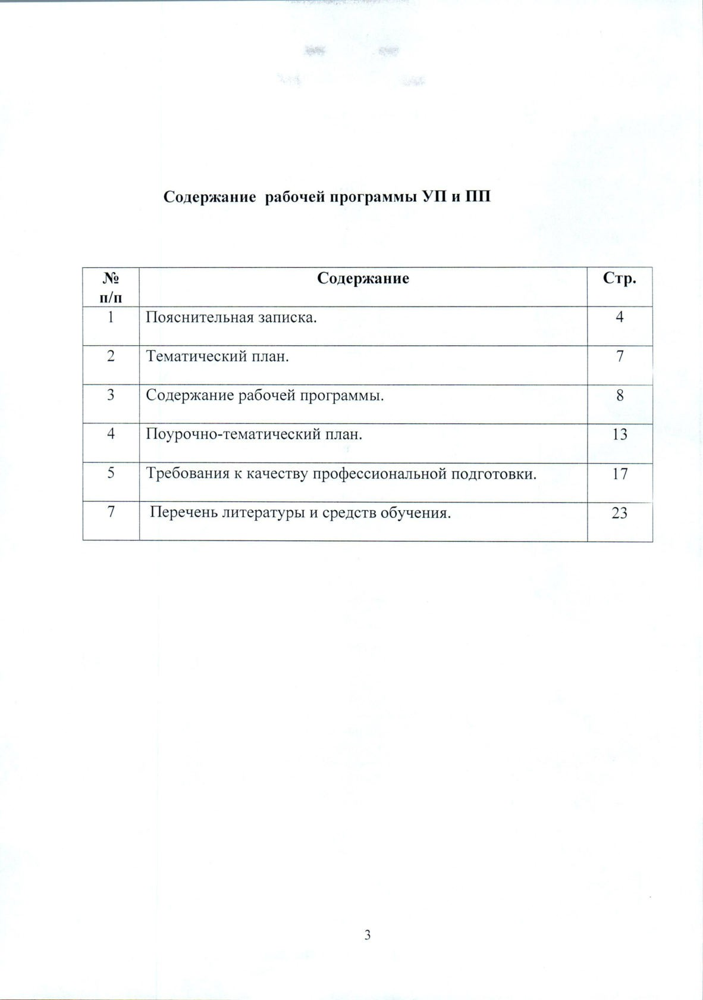 Содержание рабочей программы УП и ПП
№ Содержание Стр.
п/п
1 Пояснительная записка. 4
2 Тематический план. 7
3 Содержание рабочей программы. 8
4 Поурочно-тематический план. 13
5 Требования к качеству профессиональной подготовки. 17
7 Перечень литературы и средств обучения. 23
3